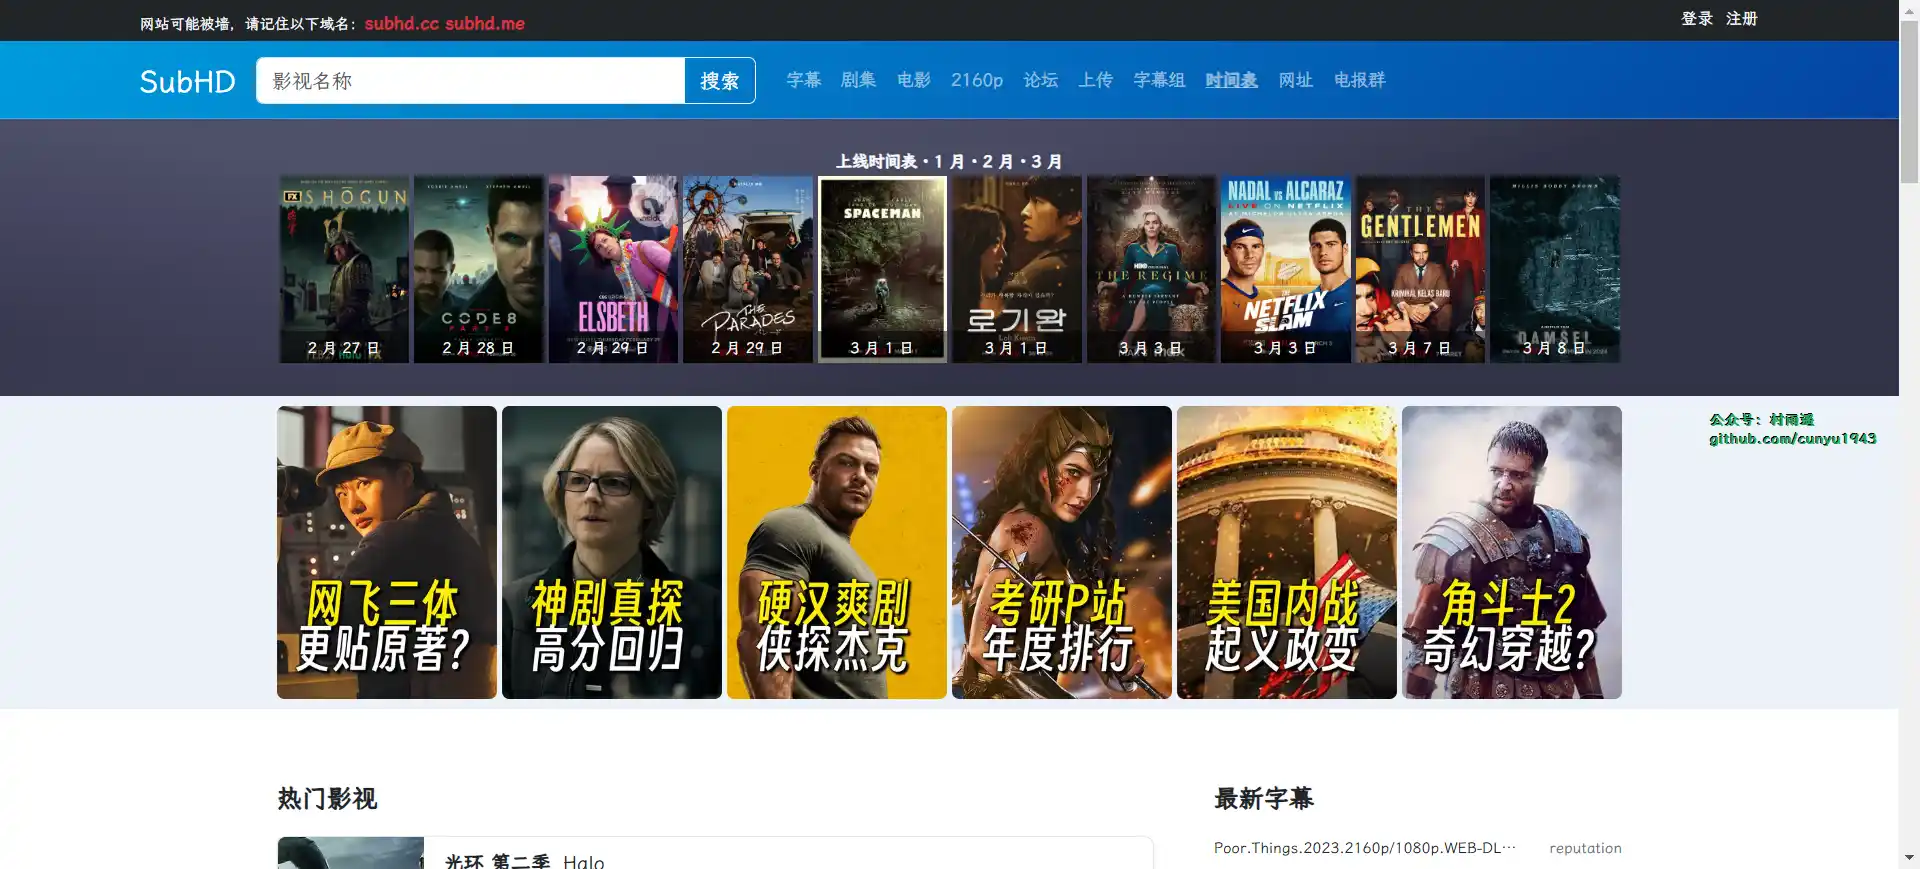 网站可能被墙，请记住以下域名：subhd.cc subhd.me
登录 注册
SubHD
影视名称
搜索
字幕 剧集 电影 2160p 论坛 上传 字幕组 时间表 网址 电报群
上线时间表 · 1 月 · 2 月 · 3 月
FX SHŌGUN
2 月 27 日
CODE 8
PART II
2 月 28 日
ELSBETH
2 月 29 日
THE PARADES
2 月 29 日
SPACEMAN
3 月 1 日
로기완
3 月 1 日
HBO
THE REGIME
3 月 3 日
NADAL VS ALCARAZ
LIVE ON NETFLIX
THE NETFLIX SLAM
3 月 3 日
THE GENTLEMEN
KRIMINAL KELAS BARU
3 月 7 日
MILLIE BOBBY BROWN
DAMSEL
3 月 8 日
网飞三体
更贴原著?
神剧真探
高分回归
硬汉爽剧
侠探杰克
考研P站
年度排行
美国内战
起义政变
角斗士2
奇幻穿越?
公众号：村雨遥
github.com/cunyu1943
热门影视
光环 第二季 Halo
最新字幕
Poor.Things.2023.2160p/1080p.WEB-DL… reputation